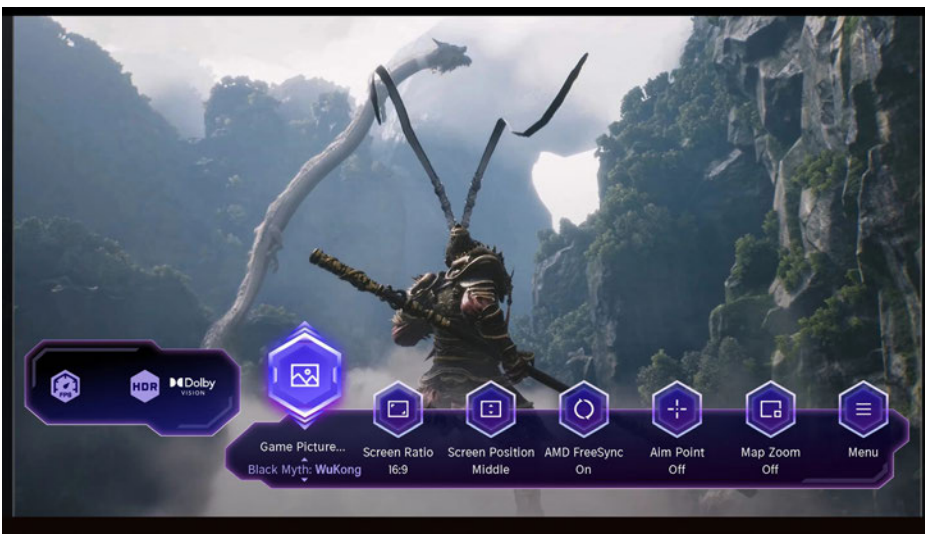 FPS
HDR
Dolby
VISION
Game Picture...
Black Myth: WuKong
Screen Ratio
16:9
Screen Position
Middle
AMD FreeSync
On
Aim Point
Off
Map Zoom
Off
Menu